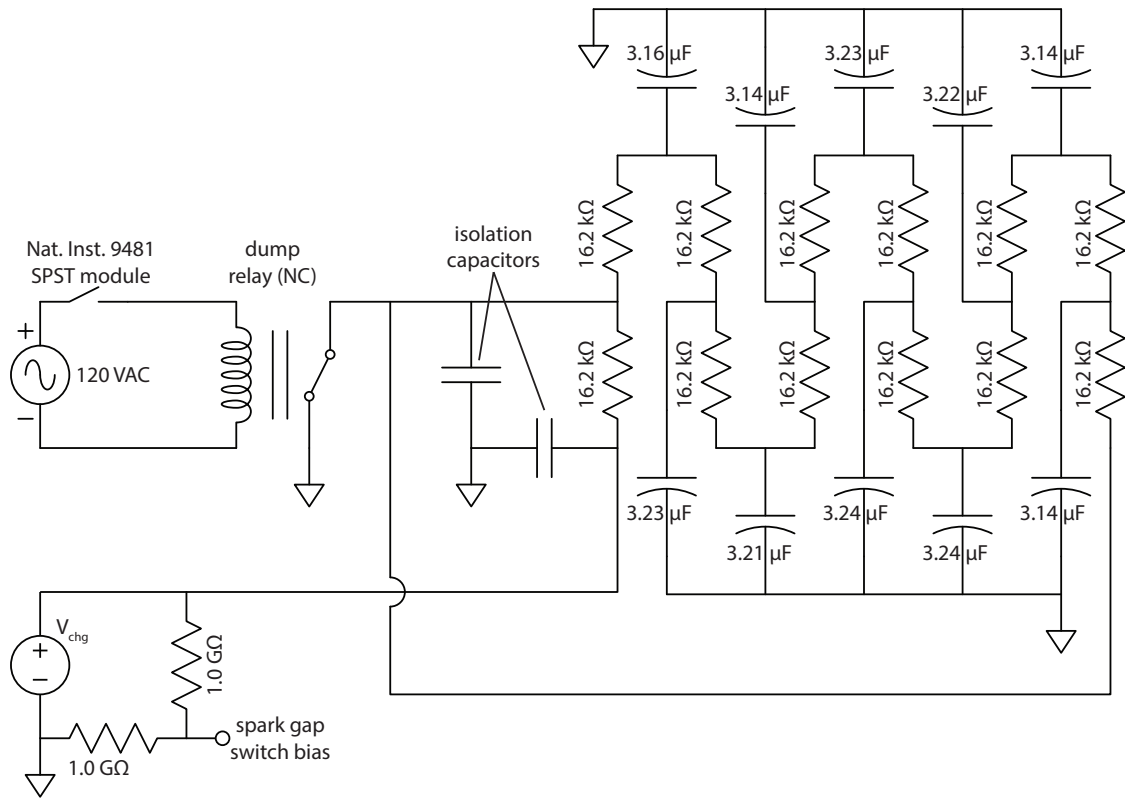 3.16 μF
3.23 μF
3.14 μF
3.14 μF
3.22 μF
16.2 kΩ
16.2 kΩ
16.2 kΩ
16.2 kΩ
16.2 kΩ
16.2 kΩ
Nat. Inst. 9481
SPST module
dump
relay (NC)
isolation
capacitors
+
120 VAC
−
16.2 kΩ
16.2 kΩ
16.2 kΩ
16.2 kΩ
16.2 kΩ
16.2 kΩ
3.23 μF
3.24 μF
3.14 μF
3.21 μF
3.24 μF
Vchg
+
−
1.0 GΩ
1.0 GΩ
spark gap
switch bias